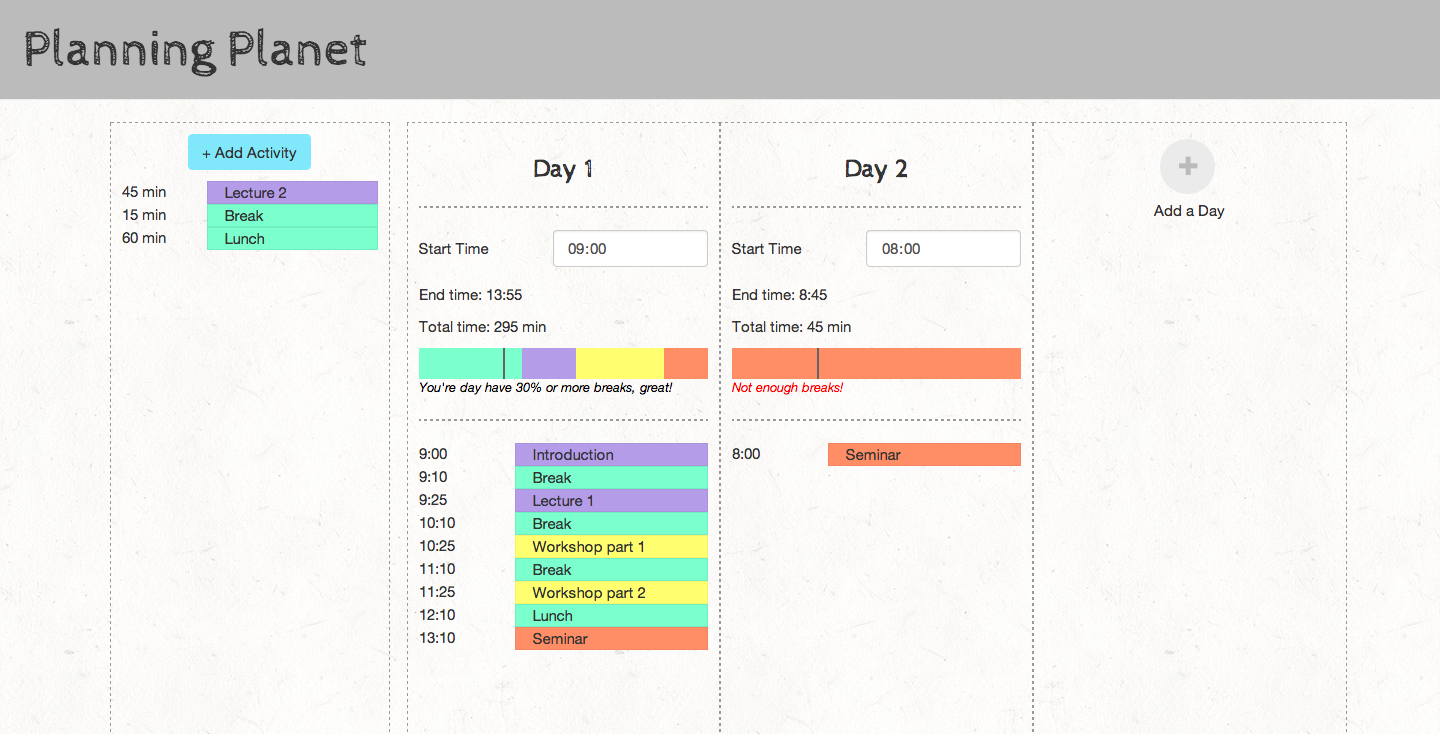 Planning Planet
+ Add Activity
45 min Lecture 2
15 min Break
60 min Lunch
Day 1
Start Time 09:00
End time: 13:55
Total time: 295 min
You're day have 30% or more breaks, great!
9:00 Introduction
9:10 Break
9:25 Lecture 1
10:10 Break
10:25 Workshop part 1
11:10 Break
11:25 Workshop part 2
12:10 Lunch
13:10 Seminar
Day 2
Start Time 08:00
End time: 8:45
Total time: 45 min
Not enough breaks!
8:00 Seminar
Add a Day